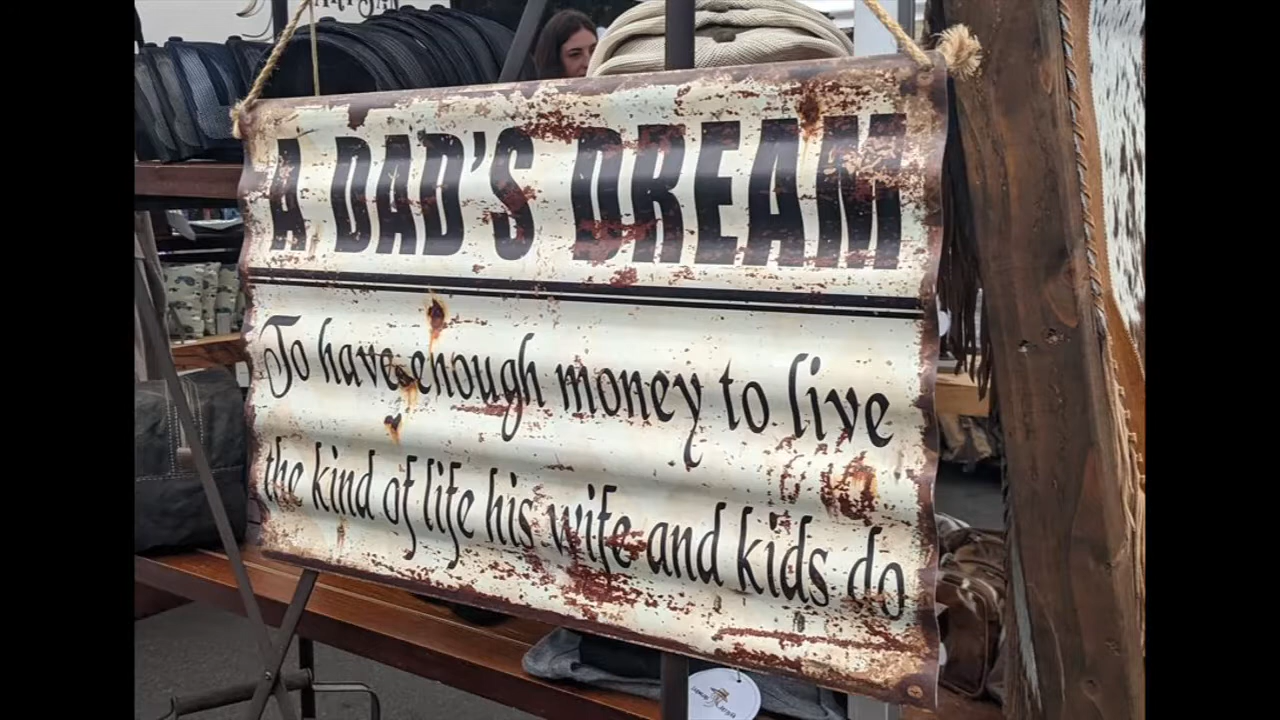 A DAD'S DREAM
To have enough money to live
the kind of life his wife and kids do